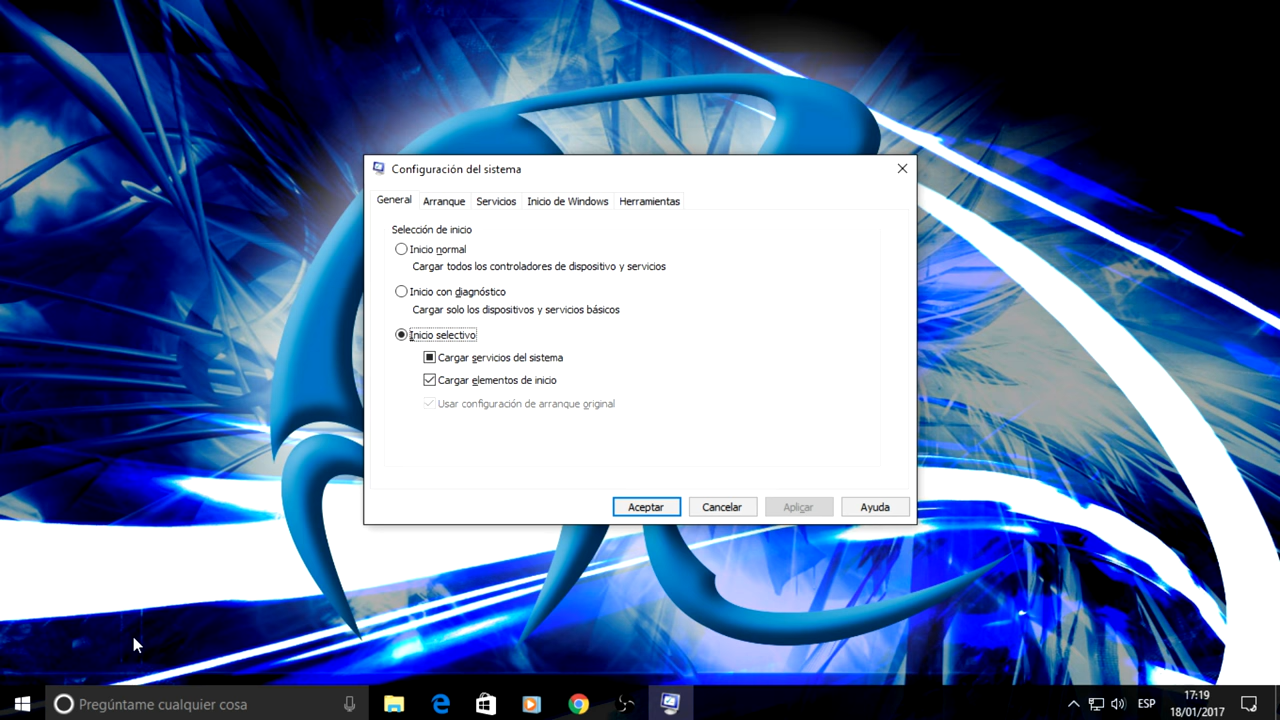 Configuración del sistema
General Arranque Servicios Inicio de Windows Herramientas
Selección de inicio
Inicio normal
Cargar todos los controladores de dispositivo y servicios
Inicio con diagnóstico
Cargar solo los dispositivos y servicios básicos
Inicio selectivo
Cargar servicios del sistema
Cargar elementos de inicio
Usar configuración de arranque original
Aceptar Cancelar Aplicar Ayuda
Pregúntame cualquier cosa
ESP
17:19
18/01/2017